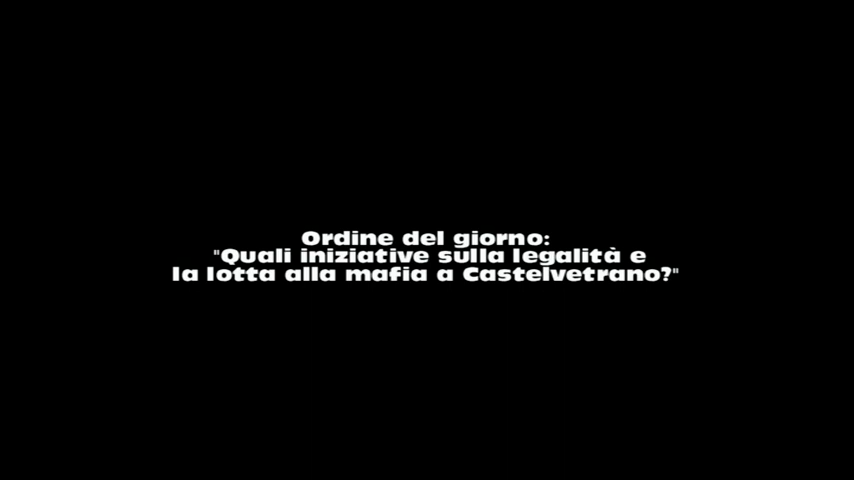 Ordine del giorno:
"Quali iniziative sulla legalità e
la lotta alla mafia a Castelvetrano?"